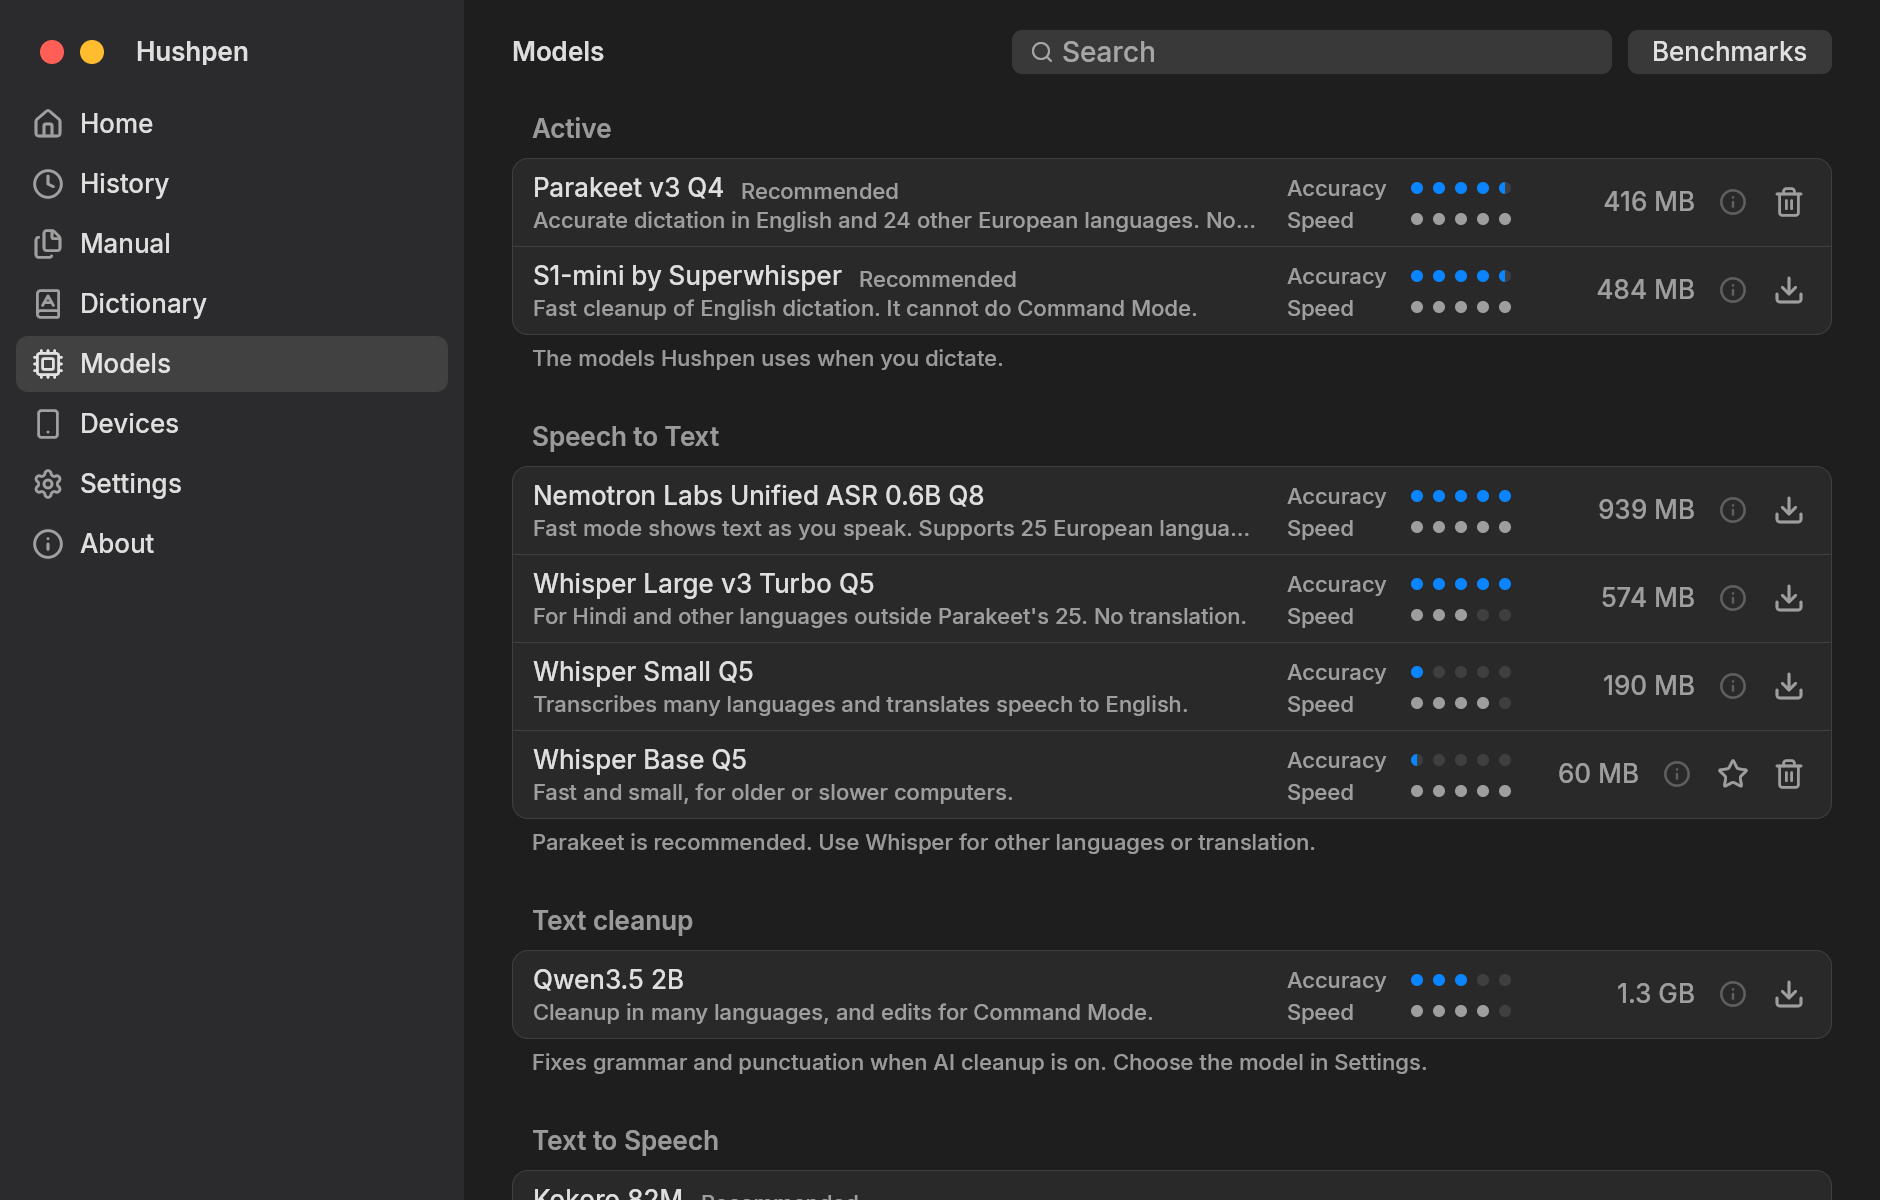 Hushpen
Home
History
Manual
Dictionary
Models
Devices
Settings
About
Models
Search
Benchmarks
Active
Parakeet v3 Q4 Recommended
Accurate dictation in English and 24 other European languages. No...
Accuracy
Speed
416 MB
S1-mini by Superwhisper Recommended
Fast cleanup of English dictation. It cannot do Command Mode.
Accuracy
Speed
484 MB
The models Hushpen uses when you dictate.
Speech to Text
Nemotron Labs Unified ASR 0.6B Q8
Fast mode shows text as you speak. Supports 25 European langua...
Accuracy
Speed
939 MB
Whisper Large v3 Turbo Q5
For Hindi and other languages outside Parakeet's 25. No translation.
Accuracy
Speed
574 MB
Whisper Small Q5
Transcribes many languages and translates speech to English.
Accuracy
Speed
190 MB
Whisper Base Q5
Fast and small, for older or slower computers.
Accuracy
Speed
60 MB
Parakeet is recommended. Use Whisper for other languages or translation.
Text cleanup
Qwen3.5 2B
Cleanup in many languages, and edits for Command Mode.
Accuracy
Speed
1.3 GB
Fixes grammar and punctuation when AI cleanup is on. Choose the model in Settings.
Text to Speech
Kokoro 82M Recommended